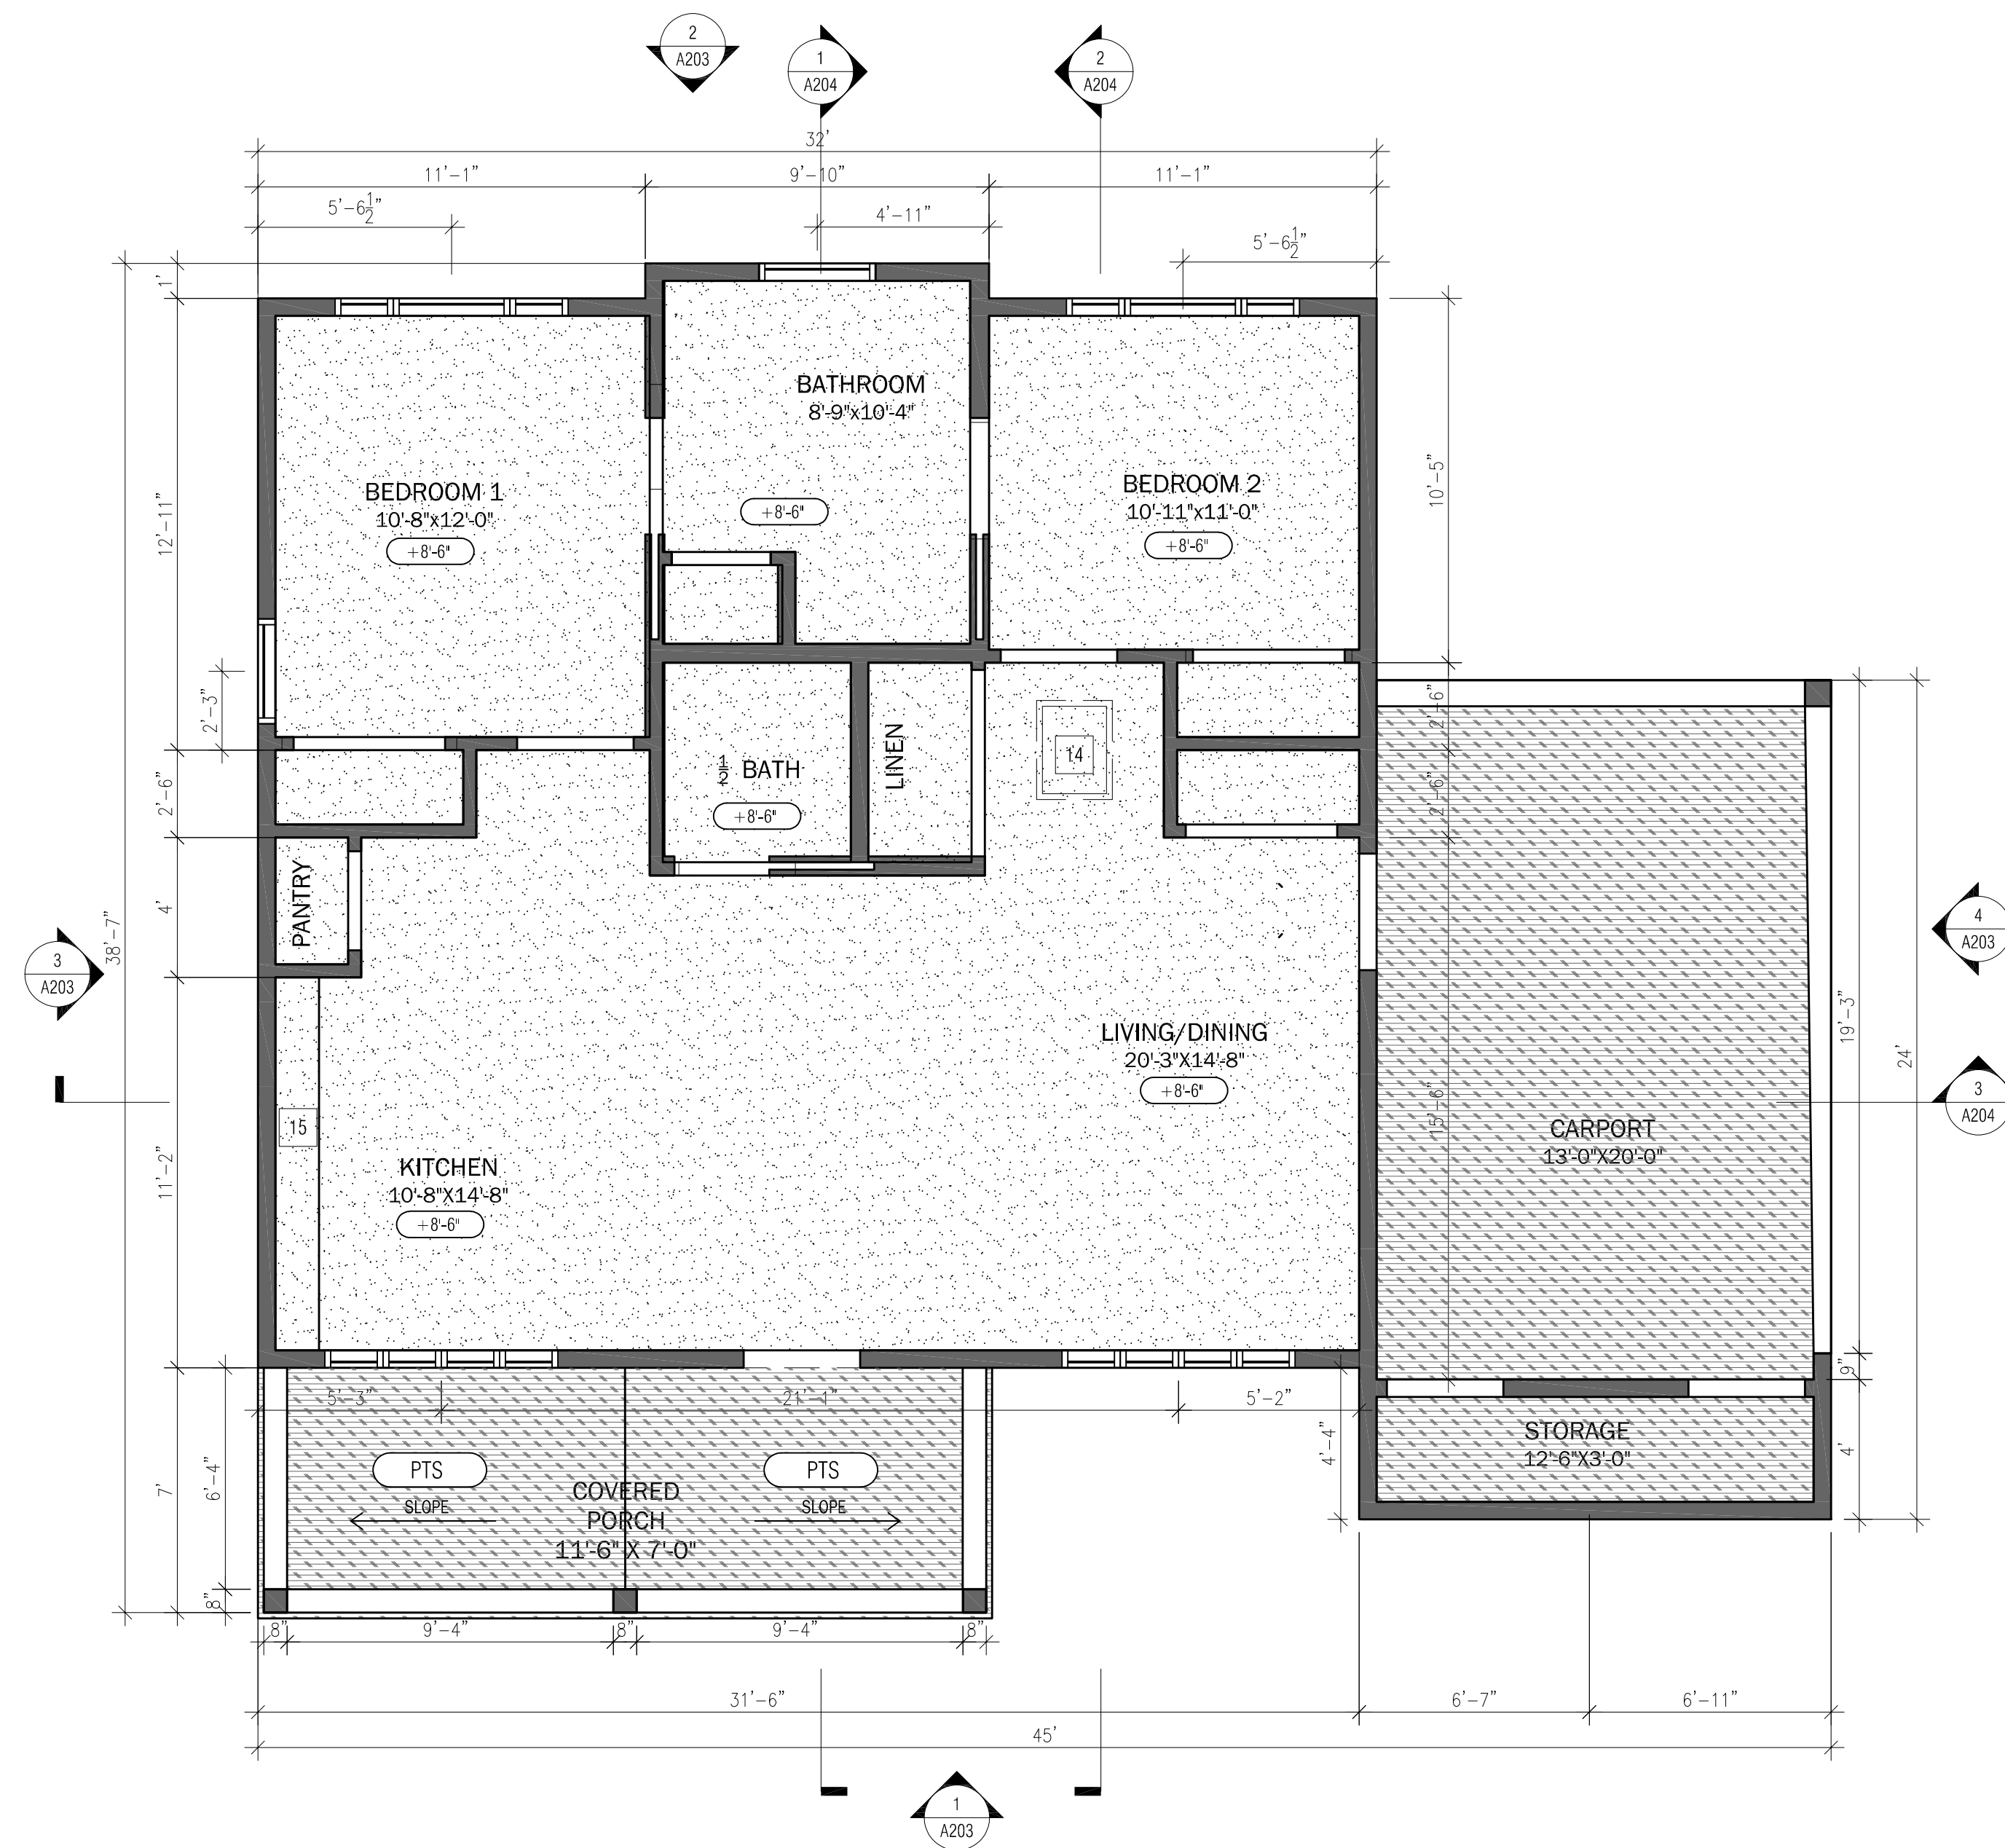 2
A203
1
A204
2
A204
32'
11'-1"
9'-10"
11'-1"
5'-6½"
4'-11"
5'-6½"
1'
BATHROOM
8'-9"x10'-4"
+8'-6"
BEDROOM 1
10'-8"x12'-0"
+8'-6"
BEDROOM 2
10'-11"x11'-0"
+8'-6"
12'-11"
10'-5"
2'-3"
2'-6"
2'-6"
2'-6"
½ BATH
+8'-6"
LINEN
14
PANTRY
4'
38'-7"
3
A203
4
A203
19'-3"
24'
LIVING/DINING
20'-3"X14'-8"
+8'-6"
15'-6"
3
A204
15
CARPORT
13'-0"X20'-0"
11'-2"
KITCHEN
10'-8"X14'-8"
+8'-6"
9"
5'-3"
21'-1"
5'-2"
4'-4"
STORAGE
12'-6"X3'-0"
4'
7'
6'-4"
PTS
SLOPE
PTS
SLOPE
COVERED
PORCH
11'-6" X 7'-0"
8"
8"
9'-4"
8"
9'-4"
8"
31'-6"
6'-7"
6'-11"
45'
1
A203